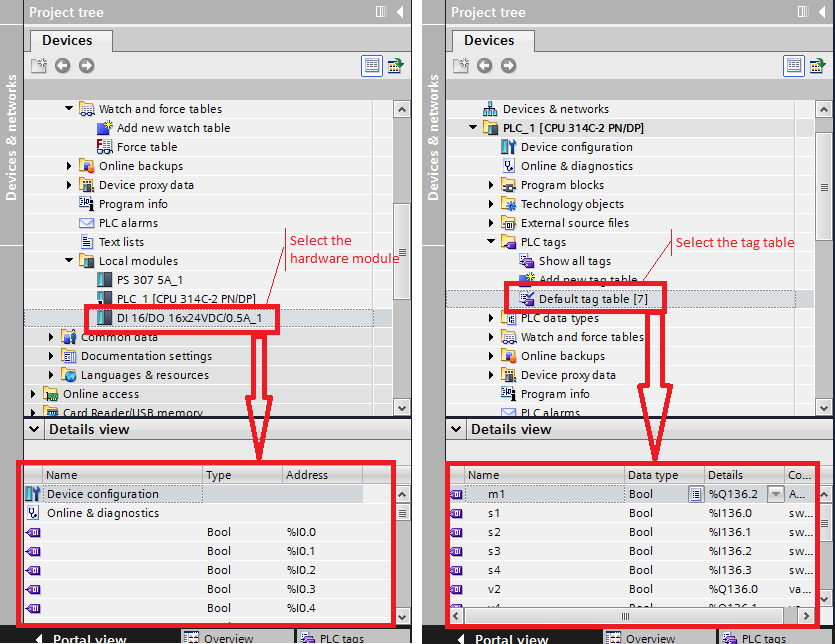 Project tree
Devices
Devices & networks
Watch and force tables
Add new watch table
Force table
Online backups
Device proxy data
Program info
PLC alarms
Text lists
Local modules
PS 307 5A_1
PLC_1 [CPU 314C-2 PN/DP]
DI 16/DO 16x24VDC/0.5A_1
Common data
Documentation settings
Languages & resources
Online access
Card Reader/USB memory
Select the
hardware module
Details view
Name Type Address
Device configuration
Online & diagnostics
Bool %I0.0
Bool %I0.1
Bool %I0.2
Bool %I0.3
Bool %I0.4
Portal view Overview PLC tags
Project tree
Devices
Devices & networks
Devices & networks
PLC_1 [CPU 314C-2 PN/DP]
Device configuration
Online & diagnostics
Program blocks
Technology objects
External source files
PLC tags
Show all tags
Add new tag table
Default tag table [7]
PLC data types
Watch and force tables
Online backups
Device proxy data
Program info
PLC alarms
Select the tag table
Details view
Name Data type Details Co...
m1 Bool %Q136.2 A...
s1 Bool %I136.0 sw...
s2 Bool %I136.1 sw...
s3 Bool %I136.2 sw...
s4 Bool %I136.3 sw...
v2 Bool %Q136.0 va...
Portal view Overview PLC tags